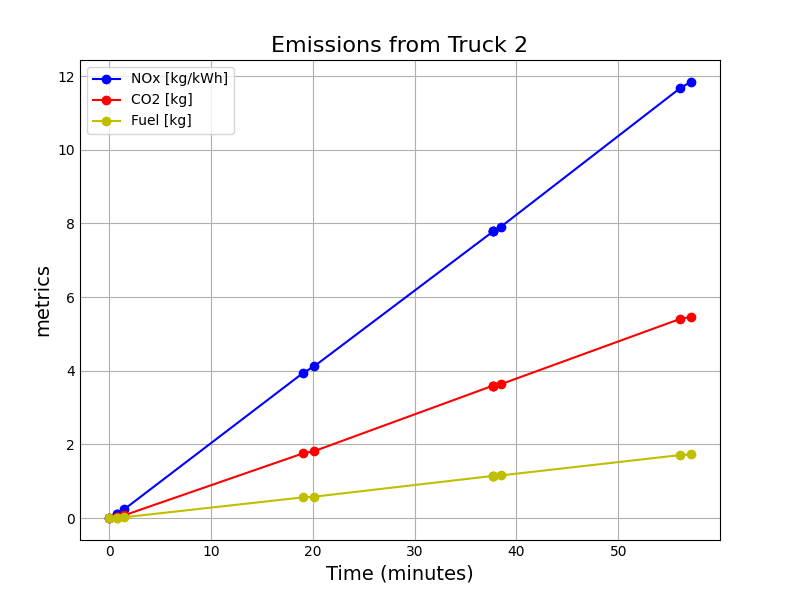 Emissions from Truck 2
NOx [kg/kWh]
CO2 [kg]
Fuel [kg]
12
10
8
6
4
2
0
metrics
0 10 20 30 40 50
Time (minutes)